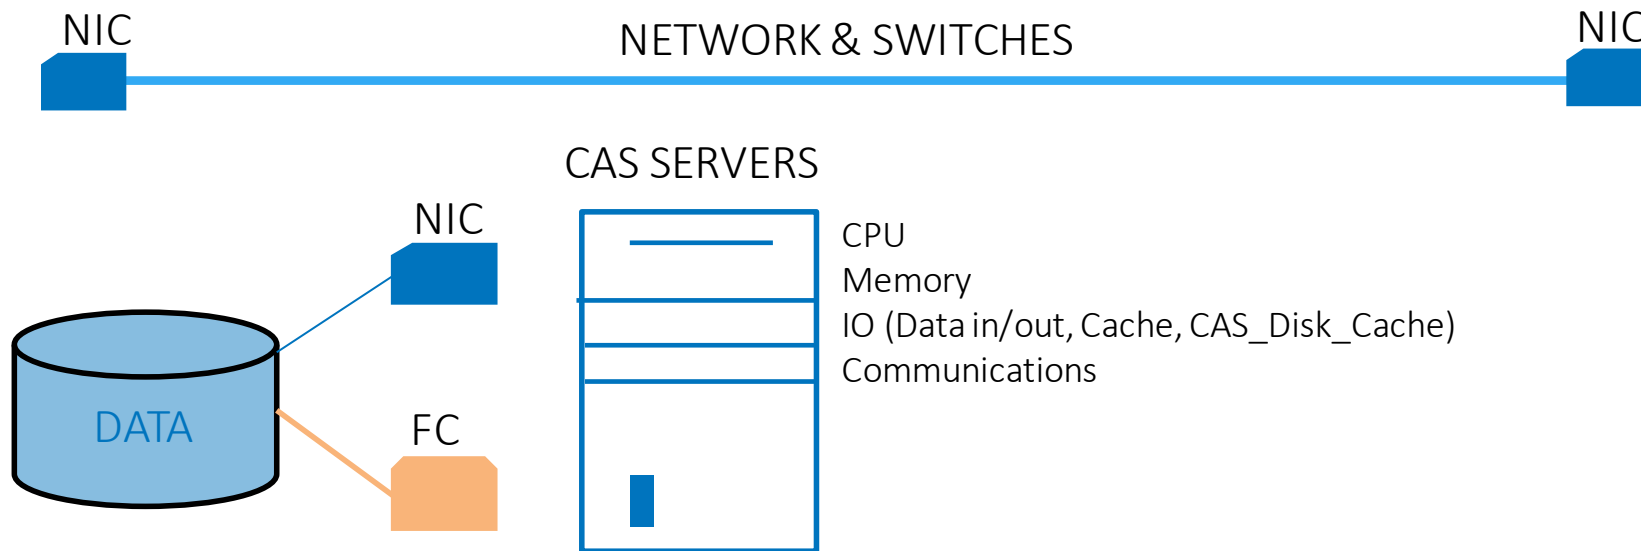 NIC
NETWORK & SWITCHES
NIC
CAS SERVERS
NIC
CPU
Memory
IO (Data in/out, Cache, CAS_Disk_Cache)
Communications
DATA
FC